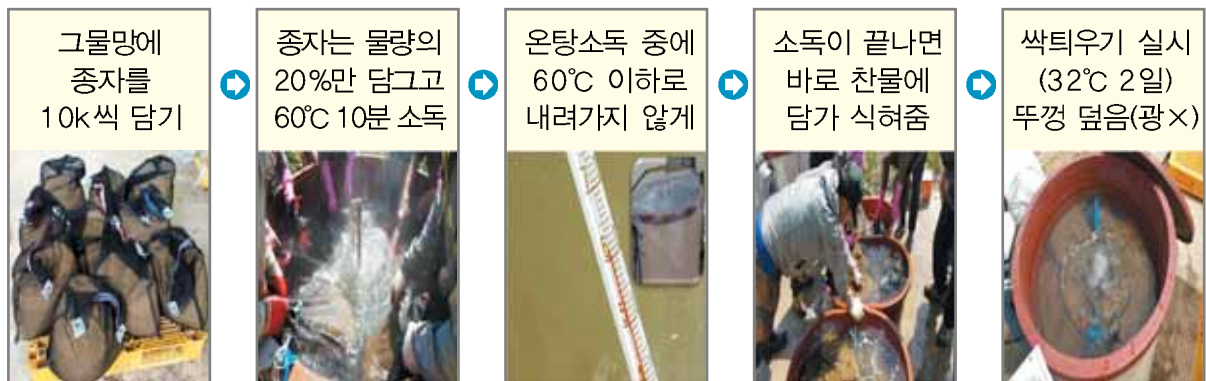 그물망에
종자를
10k씩 담기
종자는 물량의
20%만 담그고
60℃ 10분 소독
온탕소독 중에
60℃ 이하로
내려가지 않게
소독이 끝나면
바로 찬물에
담가 식혀줌
싹틔우기 실시
(32℃ 2일)
뚜껑 덮음(광×)